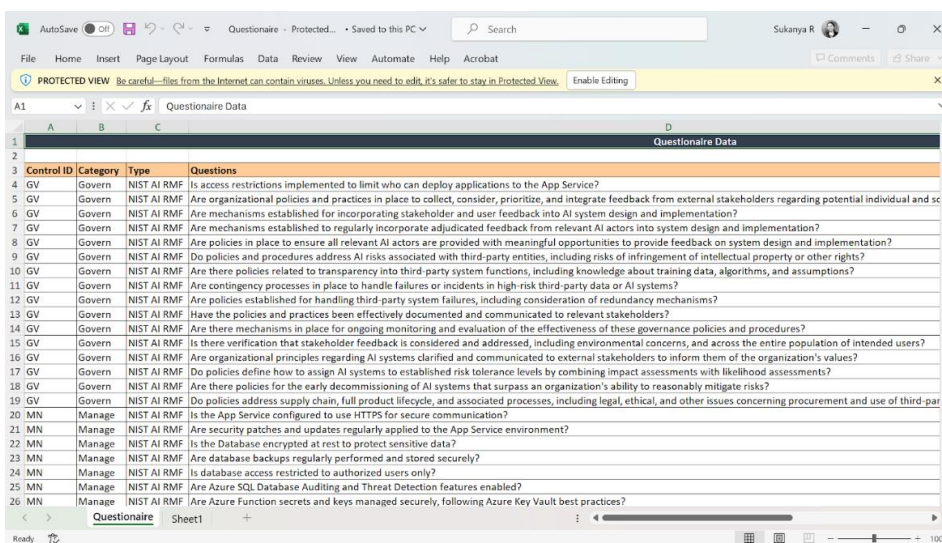 AutoSave Off Questionaire - Protected... • Saved to this PC Search Sukanya R
File Home Insert Page Layout Formulas Data Review View Automate Help Acrobat Comments Share
PROTECTED VIEW Be careful—files from the Internet can contain viruses. Unless you need to edit, it's safer to stay in Protected View. Enable Editing
A1 fx Questionaire Data
A B C D
1 Questionaire Data
2
3 Control ID Category Type Questions
4 GV Govern NIST AI RMF Is access restrictions implemented to limit who can deploy applications to the App Service?
5 GV Govern NIST AI RMF Are organizational policies and practices in place to collect, consider, prioritize, and integrate feedback from external stakeholders regarding potential individual and sc
6 GV Govern NIST AI RMF Are mechanisms established for incorporating stakeholder and user feedback into AI system design and implementation?
7 GV Govern NIST AI RMF Are mechanisms established to regularly incorporate adjudicated feedback from relevant AI actors into system design and implementation?
8 GV Govern NIST AI RMF Are policies in place to ensure all relevant AI actors are provided with meaningful opportunities to provide feedback on system design and implementation?
9 GV Govern NIST AI RMF Do policies and procedures address AI risks associated with third-party entities, including risks of infringement of intellectual property or other rights?
10 GV Govern NIST AI RMF Are there policies related to transparency into third-party system functions, including knowledge about training data, algorithms, and assumptions?
11 GV Govern NIST AI RMF Are contingency processes in place to handle failures or incidents in high-risk third-party data or AI systems?
12 GV Govern NIST AI RMF Are policies established for handling third-party system failures, including consideration of redundancy mechanisms?
13 GV Govern NIST AI RMF Have the policies and practices been effectively documented and communicated to relevant stakeholders?
14 GV Govern NIST AI RMF Are there mechanisms in place for ongoing monitoring and evaluation of the effectiveness of these governance policies and procedures?
15 GV Govern NIST AI RMF Is there verification that stakeholder feedback is considered and addressed, including environmental concerns, and across the entire population of intended users?
16 GV Govern NIST AI RMF Are organizational principles regarding AI systems clarified and communicated to external stakeholders to inform them of the organization's values?
17 GV Govern NIST AI RMF Do policies define how to assign AI systems to established risk tolerance levels by combining impact assessments with likelihood assessments?
18 GV Govern NIST AI RMF Are there policies for the early decommissioning of AI systems that surpass an organization's ability to reasonably mitigate risks?
19 GV Govern NIST AI RMF Do policies address supply chain, full product lifecycle, and associated processes, including legal, ethical, and other issues concerning procurement and use of third-par
20 MN Manage NIST AI RMF Is the App Service configured to use HTTPS for secure communication?
21 MN Manage NIST AI RMF Are security patches and updates regularly applied to the App Service environment?
22 MN Manage NIST AI RMF Is the Database encrypted at rest to protect sensitive data?
23 MN Manage NIST AI RMF Are database backups regularly performed and stored securely?
24 MN Manage NIST AI RMF Is database access restricted to authorized users only?
25 MN Manage NIST AI RMF Are Azure SQL Database Auditing and Threat Detection features enabled?
26 MN Manage NIST AI RMF Are Azure Function secrets and keys managed securely, following Azure Key Vault best practices?
Questionaire Sheet1
Ready 100